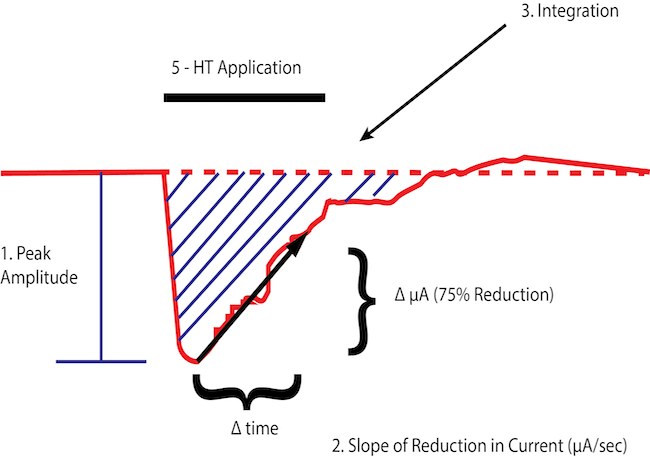 3. Integration
5 - HT Application
1. Peak
Amplitude
Δ μA (75% Reduction)
Δ time
2. Slope of Reduction in Current (μA/sec)